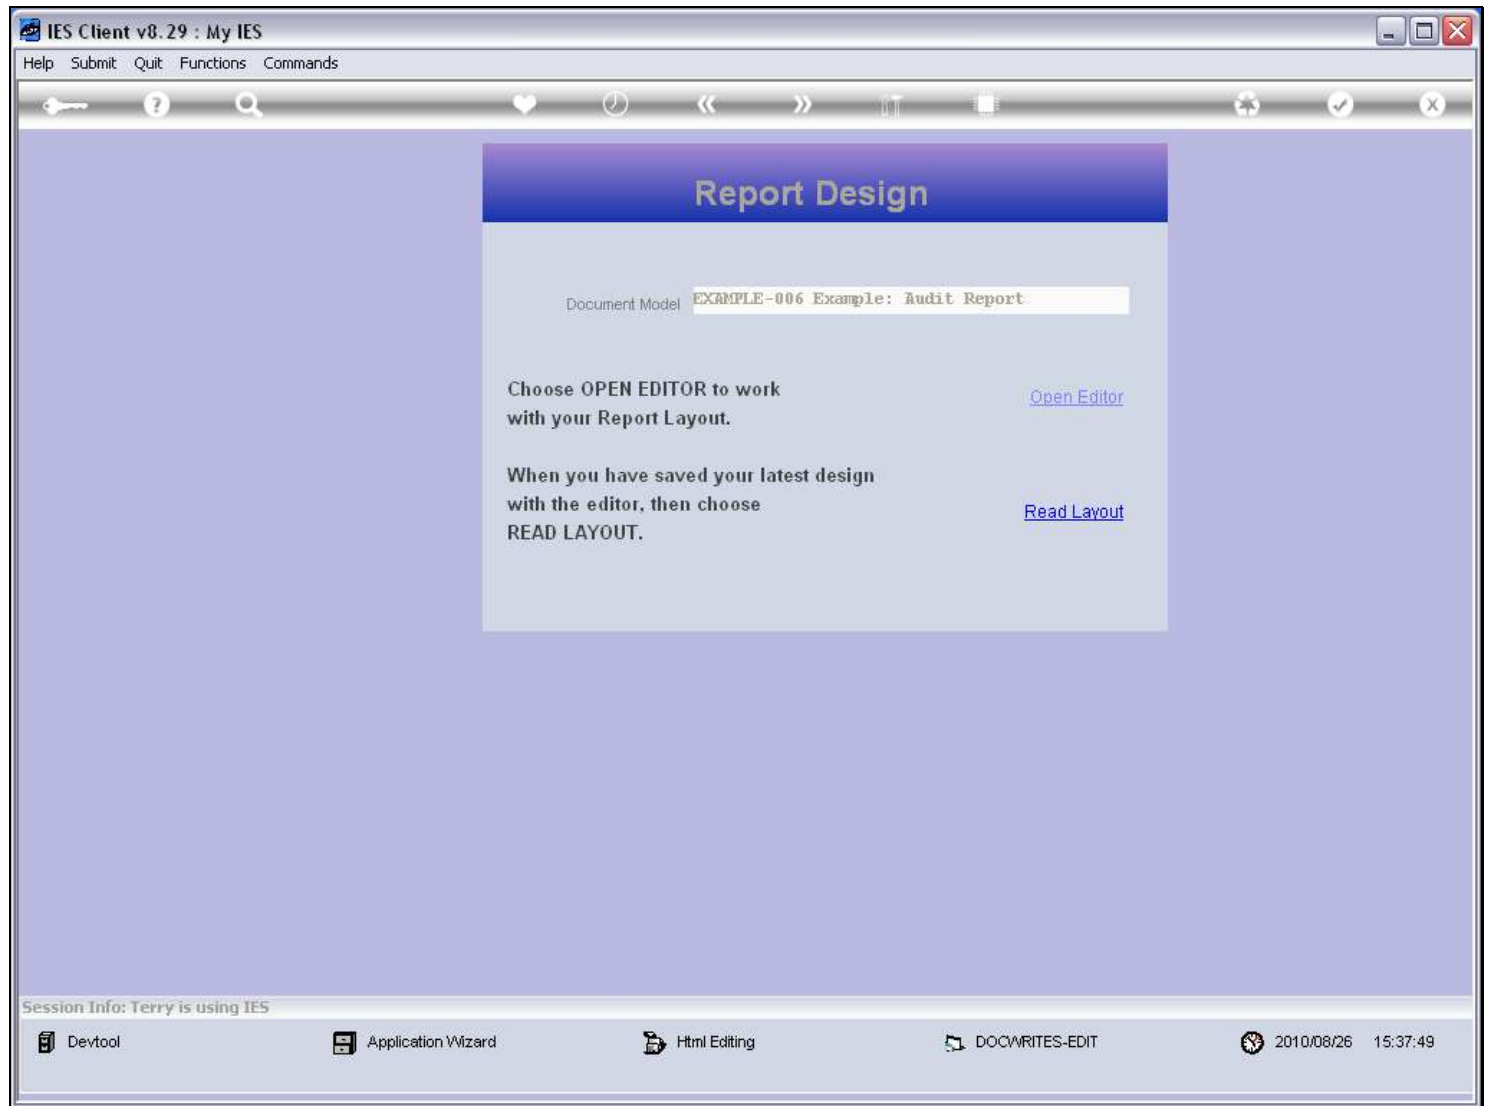 IES Client v8.29 : My IES
Help Submit Quit Functions Commands
Report Design
Document Model EXAMPLE-006 Example: Audit Report
Choose OPEN EDITOR to work
with your Report Layout.
Open Editor
When you have saved your latest design
with the editor, then choose
READ LAYOUT.
Read Layout
Session Info: Terry is using IES
Devtool Application Wizard Html Editing DOCWRITES-EDIT 2010/08/26 15:37:49